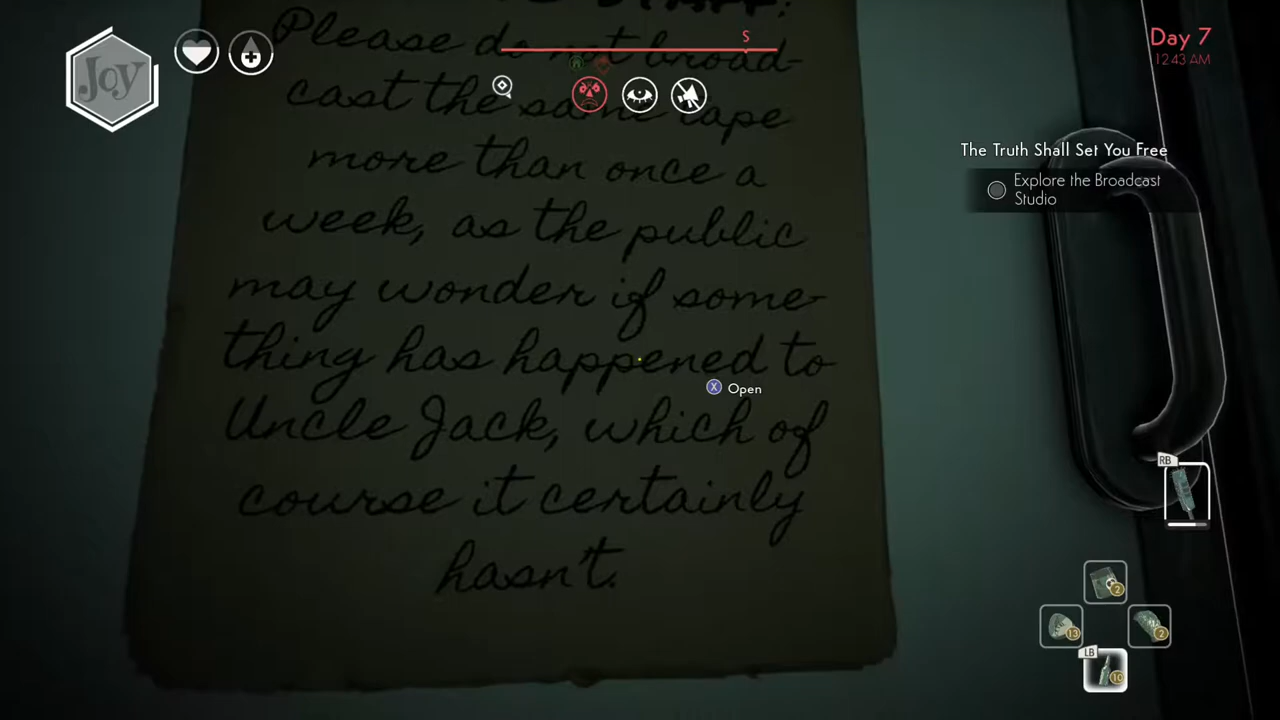 STAFF:
Please do not broad-
cast the same tape
more than once a
week, as the public
may wonder if some-
thing has happened to
Uncle Jack, which of
course it certainly
hasn't.
Joy
S
Day 7
12:43 AM
The Truth Shall Set You Free
Explore the Broadcast
Studio
X Open
RB
2
13
2
LB
10